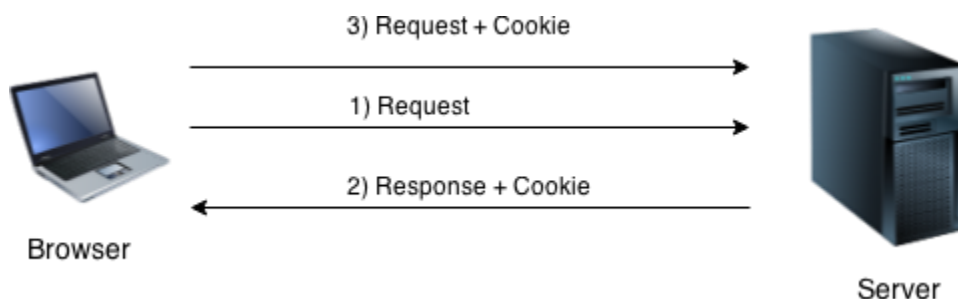 3) Request + Cookie
1) Request
2) Response + Cookie
Browser
Server